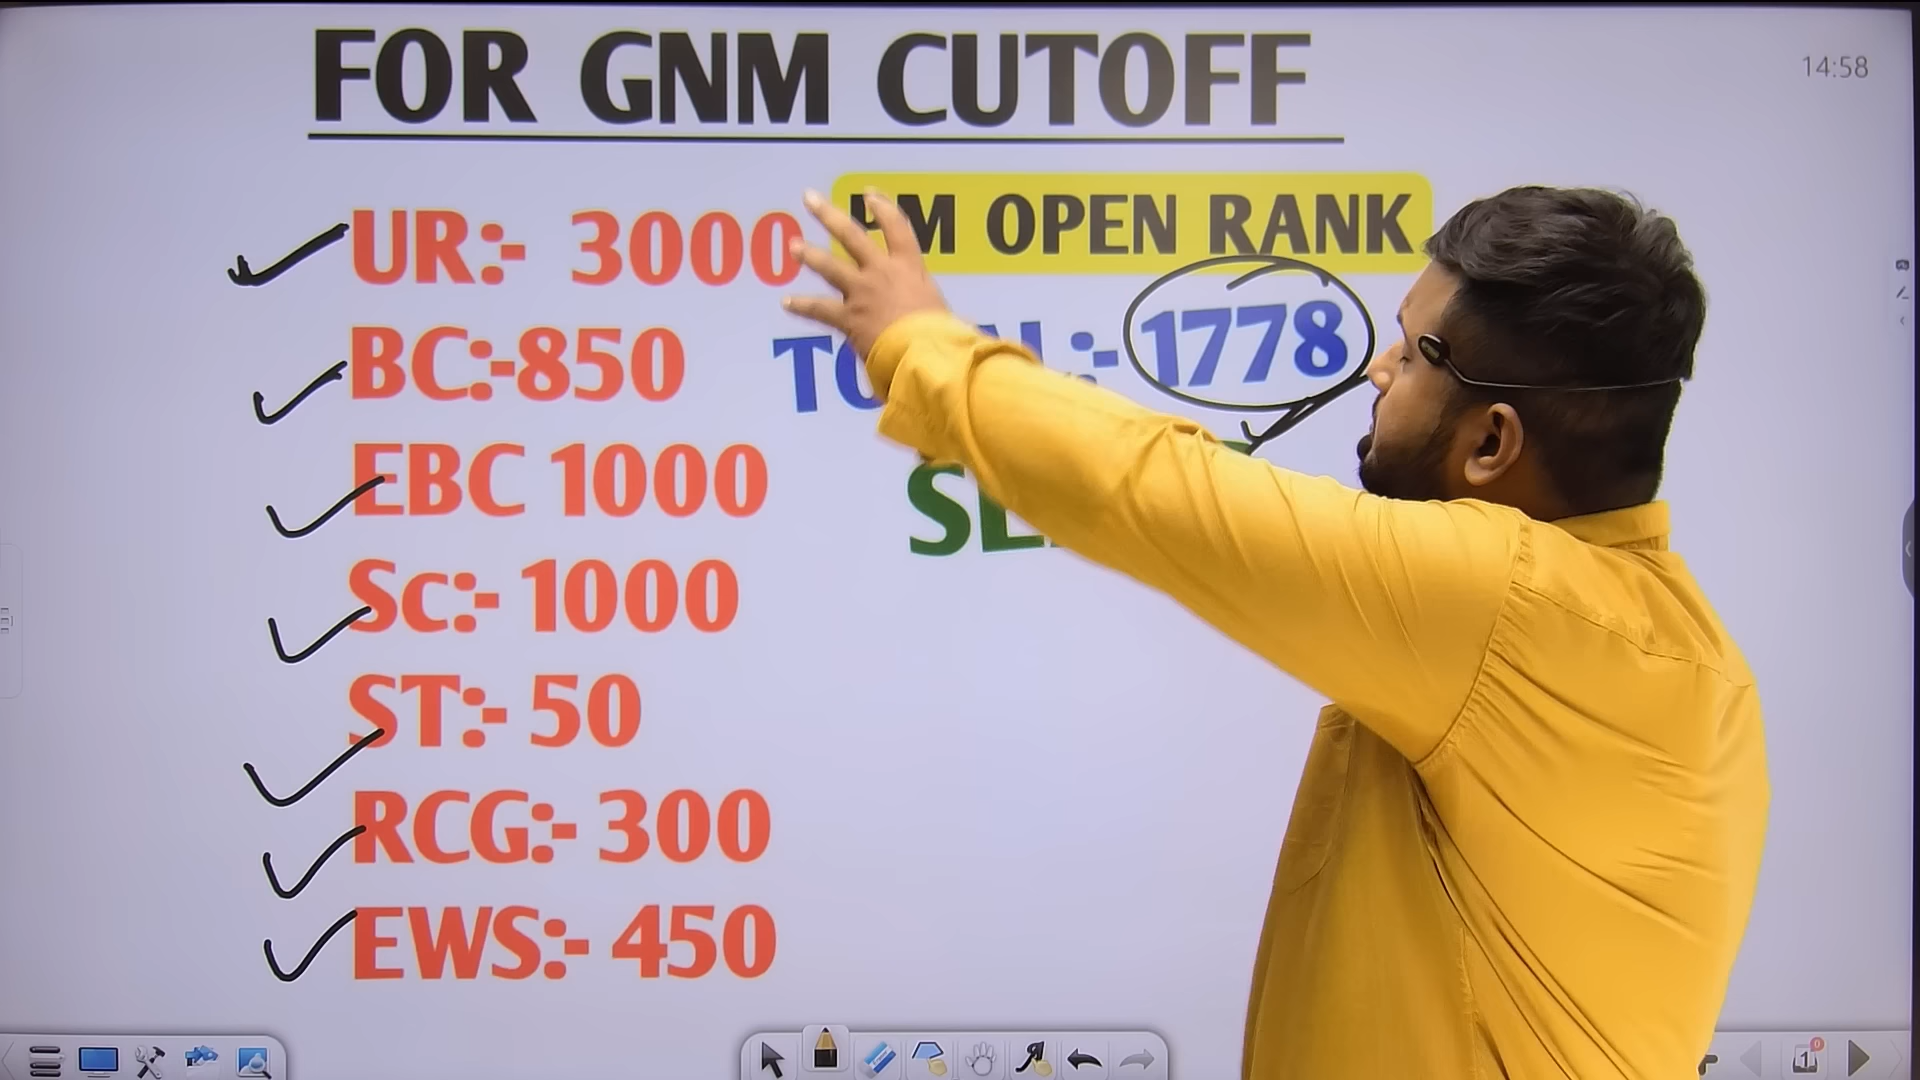 FOR GNM CUTOFF
14:58
UR:- 3000
PM OPEN RANK
BC:-850
:- 1778
EBC 1000
Sc:- 1000
ST:- 50
RCG:- 300
EWS:- 450